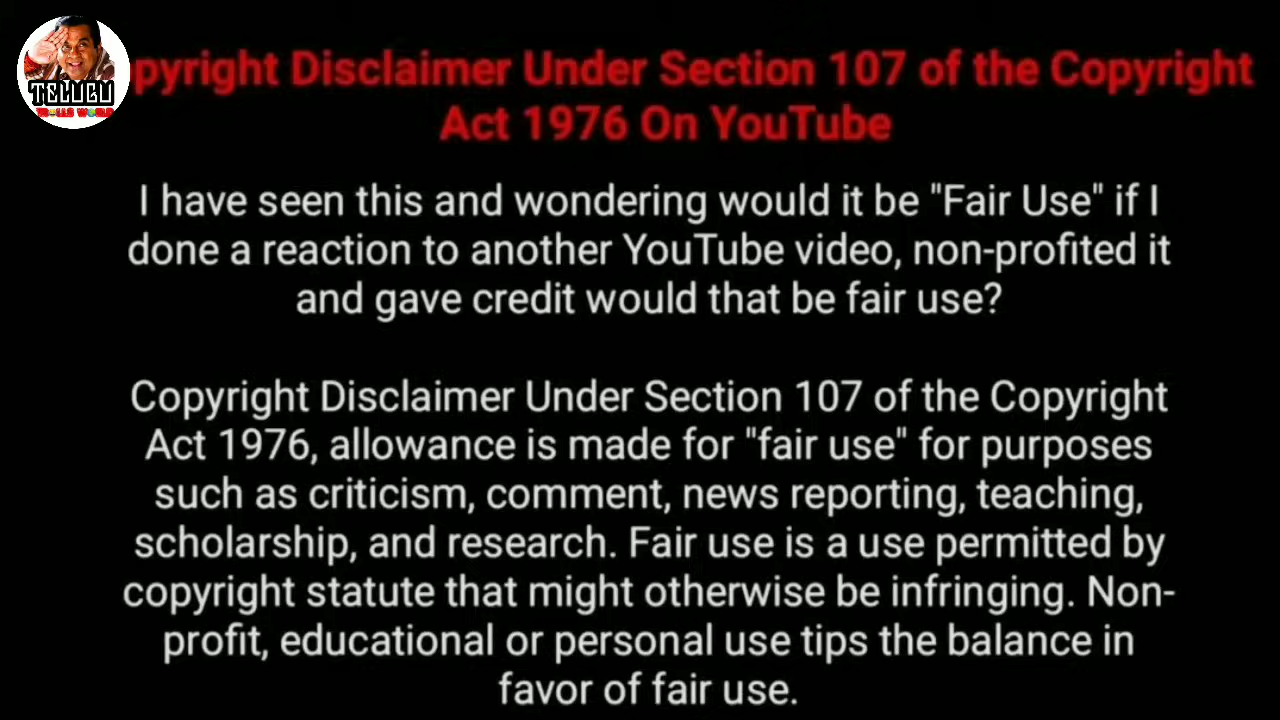 TELUGU
TROLLS WORLD
pyright Disclaimer Under Section 107 of the Copyright
Act 1976 On YouTube
I have seen this and wondering would it be "Fair Use" if I
done a reaction to another YouTube video, non-profited it
and gave credit would that be fair use?
Copyright Disclaimer Under Section 107 of the Copyright
Act 1976, allowance is made for "fair use" for purposes
such as criticism, comment, news reporting, teaching,
scholarship, and research. Fair use is a use permitted by
copyright statute that might otherwise be infringing. Non-
profit, educational or personal use tips the balance in
favor of fair use.